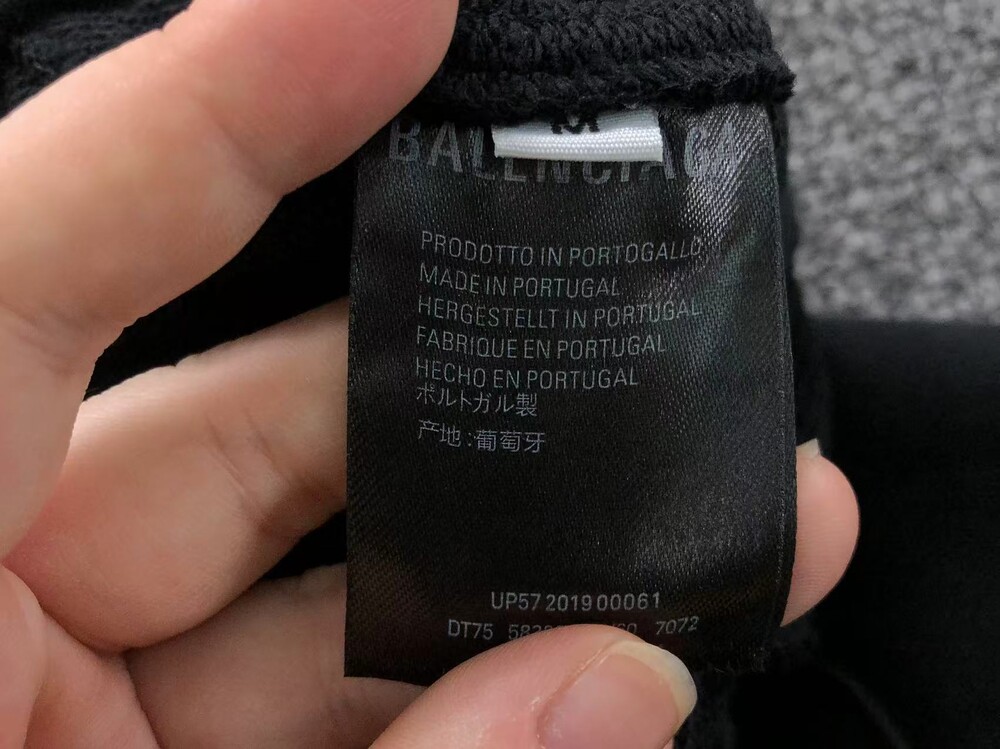 M
BALENCIAGA
PRODOTTO IN PORTOGALLO
MADE IN PORTUGAL
HERGESTELLT IN PORTUGAL
FABRIQUE EN PORTUGAL
HECHO EN PORTUGAL
ポルトガル製
产地:葡萄牙
UP57 2019 00061
DT75 7072